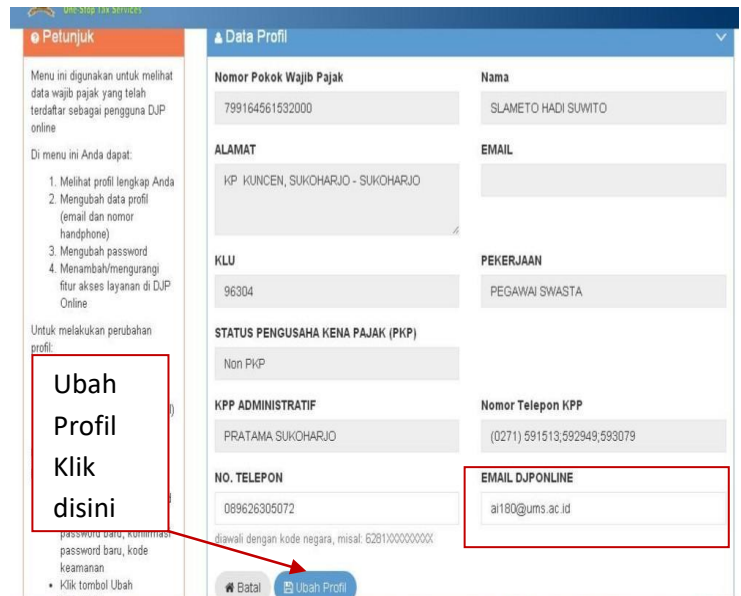 One Stop Tax Services
Petunjuk
Menu ini digunakan untuk melihat
data wajib pajak yang telah
terdaftar sebagai pengguna DJP
online
Di menu ini Anda dapat:
1. Melihat profil lengkap Anda
2. Mengubah data profil
(email dan nomor
handphone)
3. Mengubah password
4. Menambah/mengurangi
fitur akses layanan di DJP
Online
Untuk melakukan perubahan
profil:
Ubah
Profil
Klik
disini
password baru, konfirmasi
password baru, kode
keamanan
• Klik tombol Ubah
Data Profil
Nomor Pokok Wajib Pajak
Nama
799164561532000
SLAMETO HADI SUWITO
ALAMAT
EMAIL
KP KUNCEN, SUKOHARJO - SUKOHARJO
KLU
PEKERJAAN
96304
PEGAWAI SWASTA
STATUS PENGUSAHA KENA PAJAK (PKP)
Non PKP
KPP ADMINISTRATIF
Nomor Telepon KPP
PRATAMA SUKOHARJO
(0271) 591513;592949;593079
NO. TELEPON
EMAIL DJPONLINE
089626305072
ai180@ums.ac.id
diawali dengan kode negara, misal: 6281XXXXXXXXX
Batal
Ubah Profil